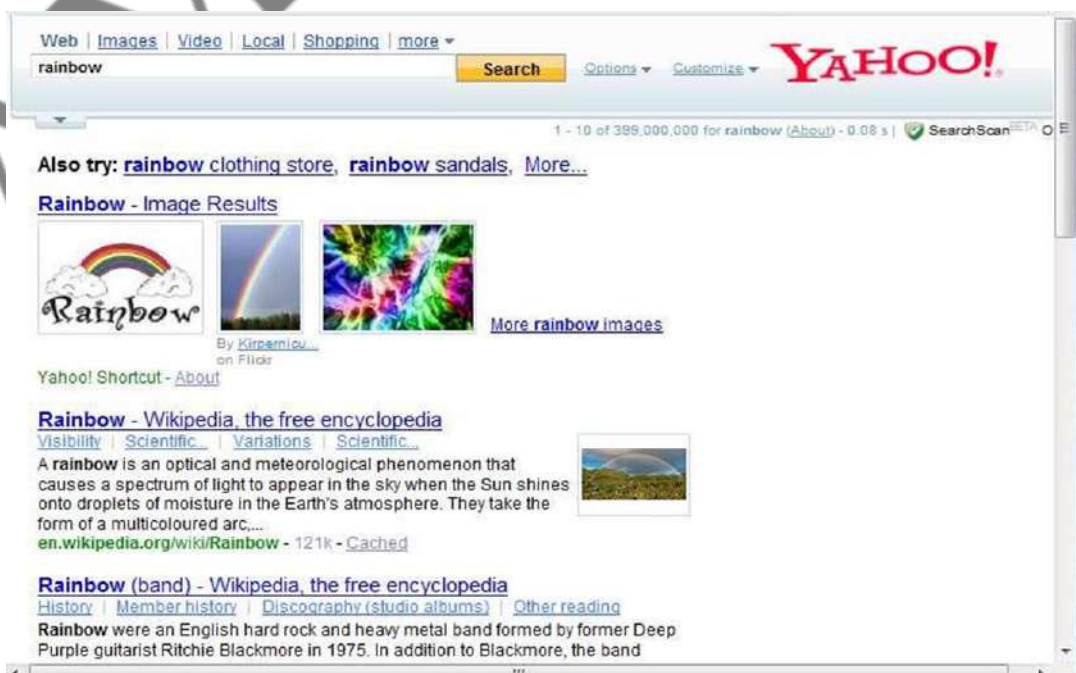 Web | Images | Video | Local | Shopping | more
rainbow
Search
Options
Customize
YAHOO!
1 - 10 of 399,000,000 for rainbow (About) - 0.08 s | SearchScan BETA O
Also try: rainbow clothing store, rainbow sandals, More...
Rainbow - Image Results
Rainbow
More rainbow images
By Kirpernicu...
on Flickr
Yahoo! Shortcut - About
Rainbow - Wikipedia, the free encyclopedia
Visibility | Scientific... | Variations | Scientific...
A rainbow is an optical and meteorological phenomenon that
causes a spectrum of light to appear in the sky when the Sun shines
onto droplets of moisture in the Earth's atmosphere. They take the
form of a multicoloured arc,...
en.wikipedia.org/wiki/Rainbow - 121k - Cached
Rainbow (band) - Wikipedia, the free encyclopedia
History | Member history | Discography (studio albums) | Other reading
Rainbow were an English hard rock and heavy metal band formed by former Deep
Purple guitarist Ritchie Blackmore in 1975. In addition to Blackmore, the band